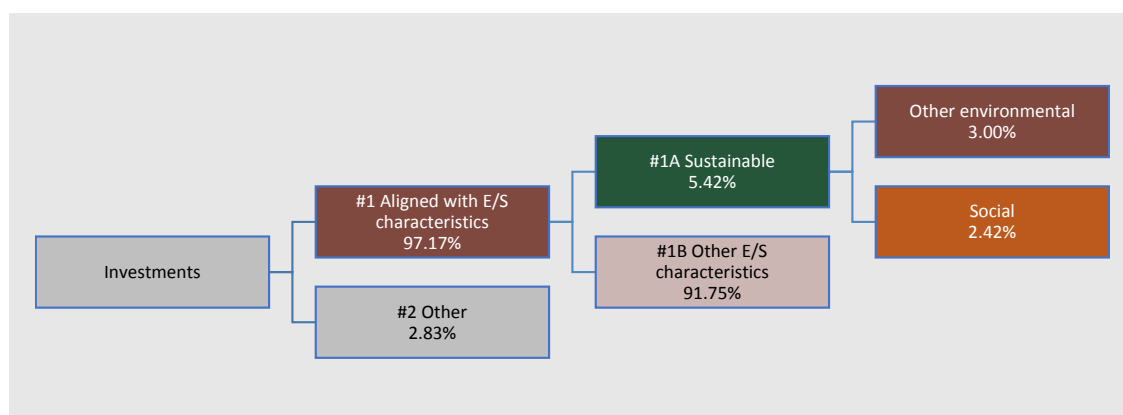 Investments
#1 Aligned with E/S
characteristics
97.17%
#2 Other
2.83%
#1A Sustainable
5.42%
#1B Other E/S
characteristics
91.75%
Other environmental
3.00%
Social
2.42%